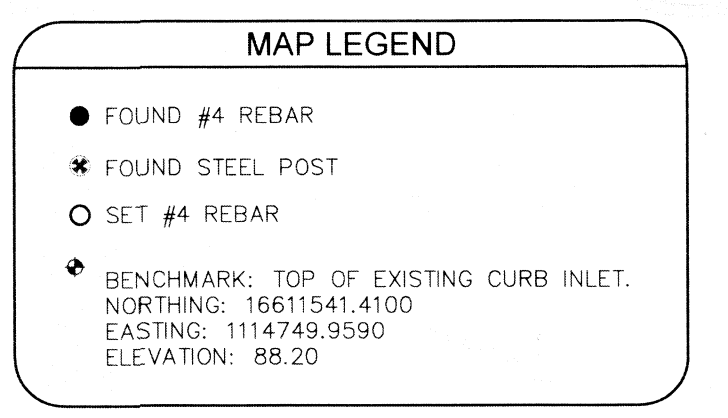 MAP LEGEND
FOUND #4 REBAR
FOUND STEEL POST
SET #4 REBAR
BENCHMARK: TOP OF EXISTING CURB INLET.
NORTHING: 16611541.4100
EASTING: 1114749.9590
ELEVATION: 88.20